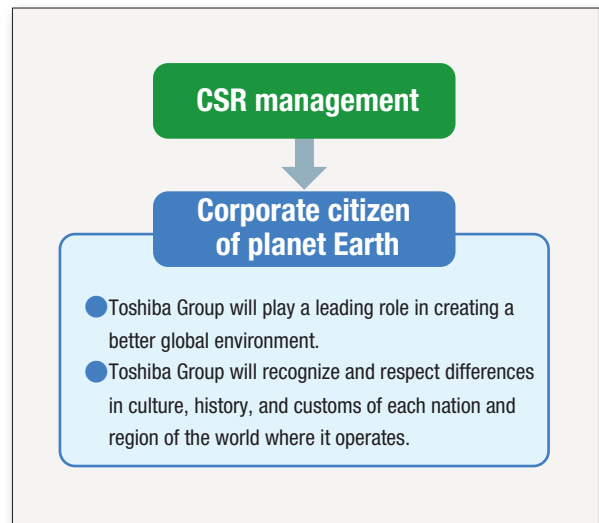 CSR management
Corporate citizen
of planet Earth
Toshiba Group will play a leading role in creating a
better global environment.
Toshiba Group will recognize and respect differences
in culture, history, and customs of each nation and
region of the world where it operates.